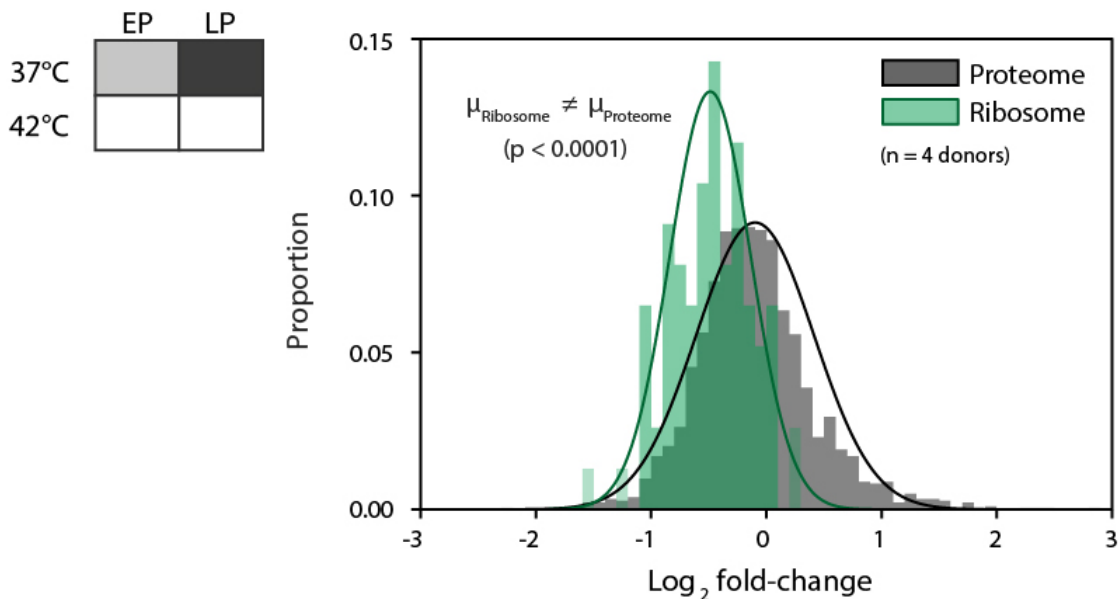 EP LP
37°C
42°C
μRibosome ≠ μProteome
(p < 0.0001)
Proteome
Ribosome
(n = 4 donors)
Proportion
0.15
0.10
0.05
0.00
-3 -2 -1 0 1 2 3
Log2 fold-change